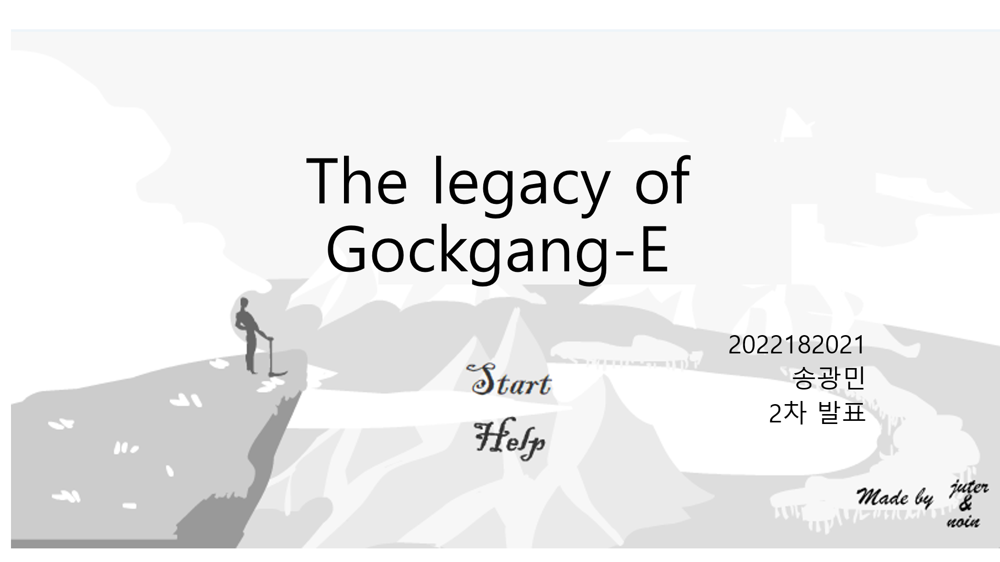 The legacy of
Gockgang-E
2022182021
송광민
2차 발표
Start
Help
Made by juter
&
noin